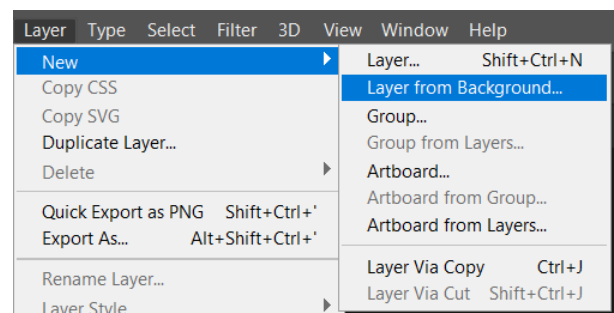 Layer Type Select Filter 3D View Window Help
New
Copy CSS
Copy SVG
Duplicate Layer...
Delete
Quick Export as PNG Shift+Ctrl+'
Export As... Alt+Shift+Ctrl+'
Rename Layer...
Layer Style
Layer... Shift+Ctrl+N
Layer from Background...
Group...
Group from Layers...
Artboard...
Artboard from Group...
Artboard from Layers...
Layer Via Copy Ctrl+J
Layer Via Cut Shift+Ctrl+J